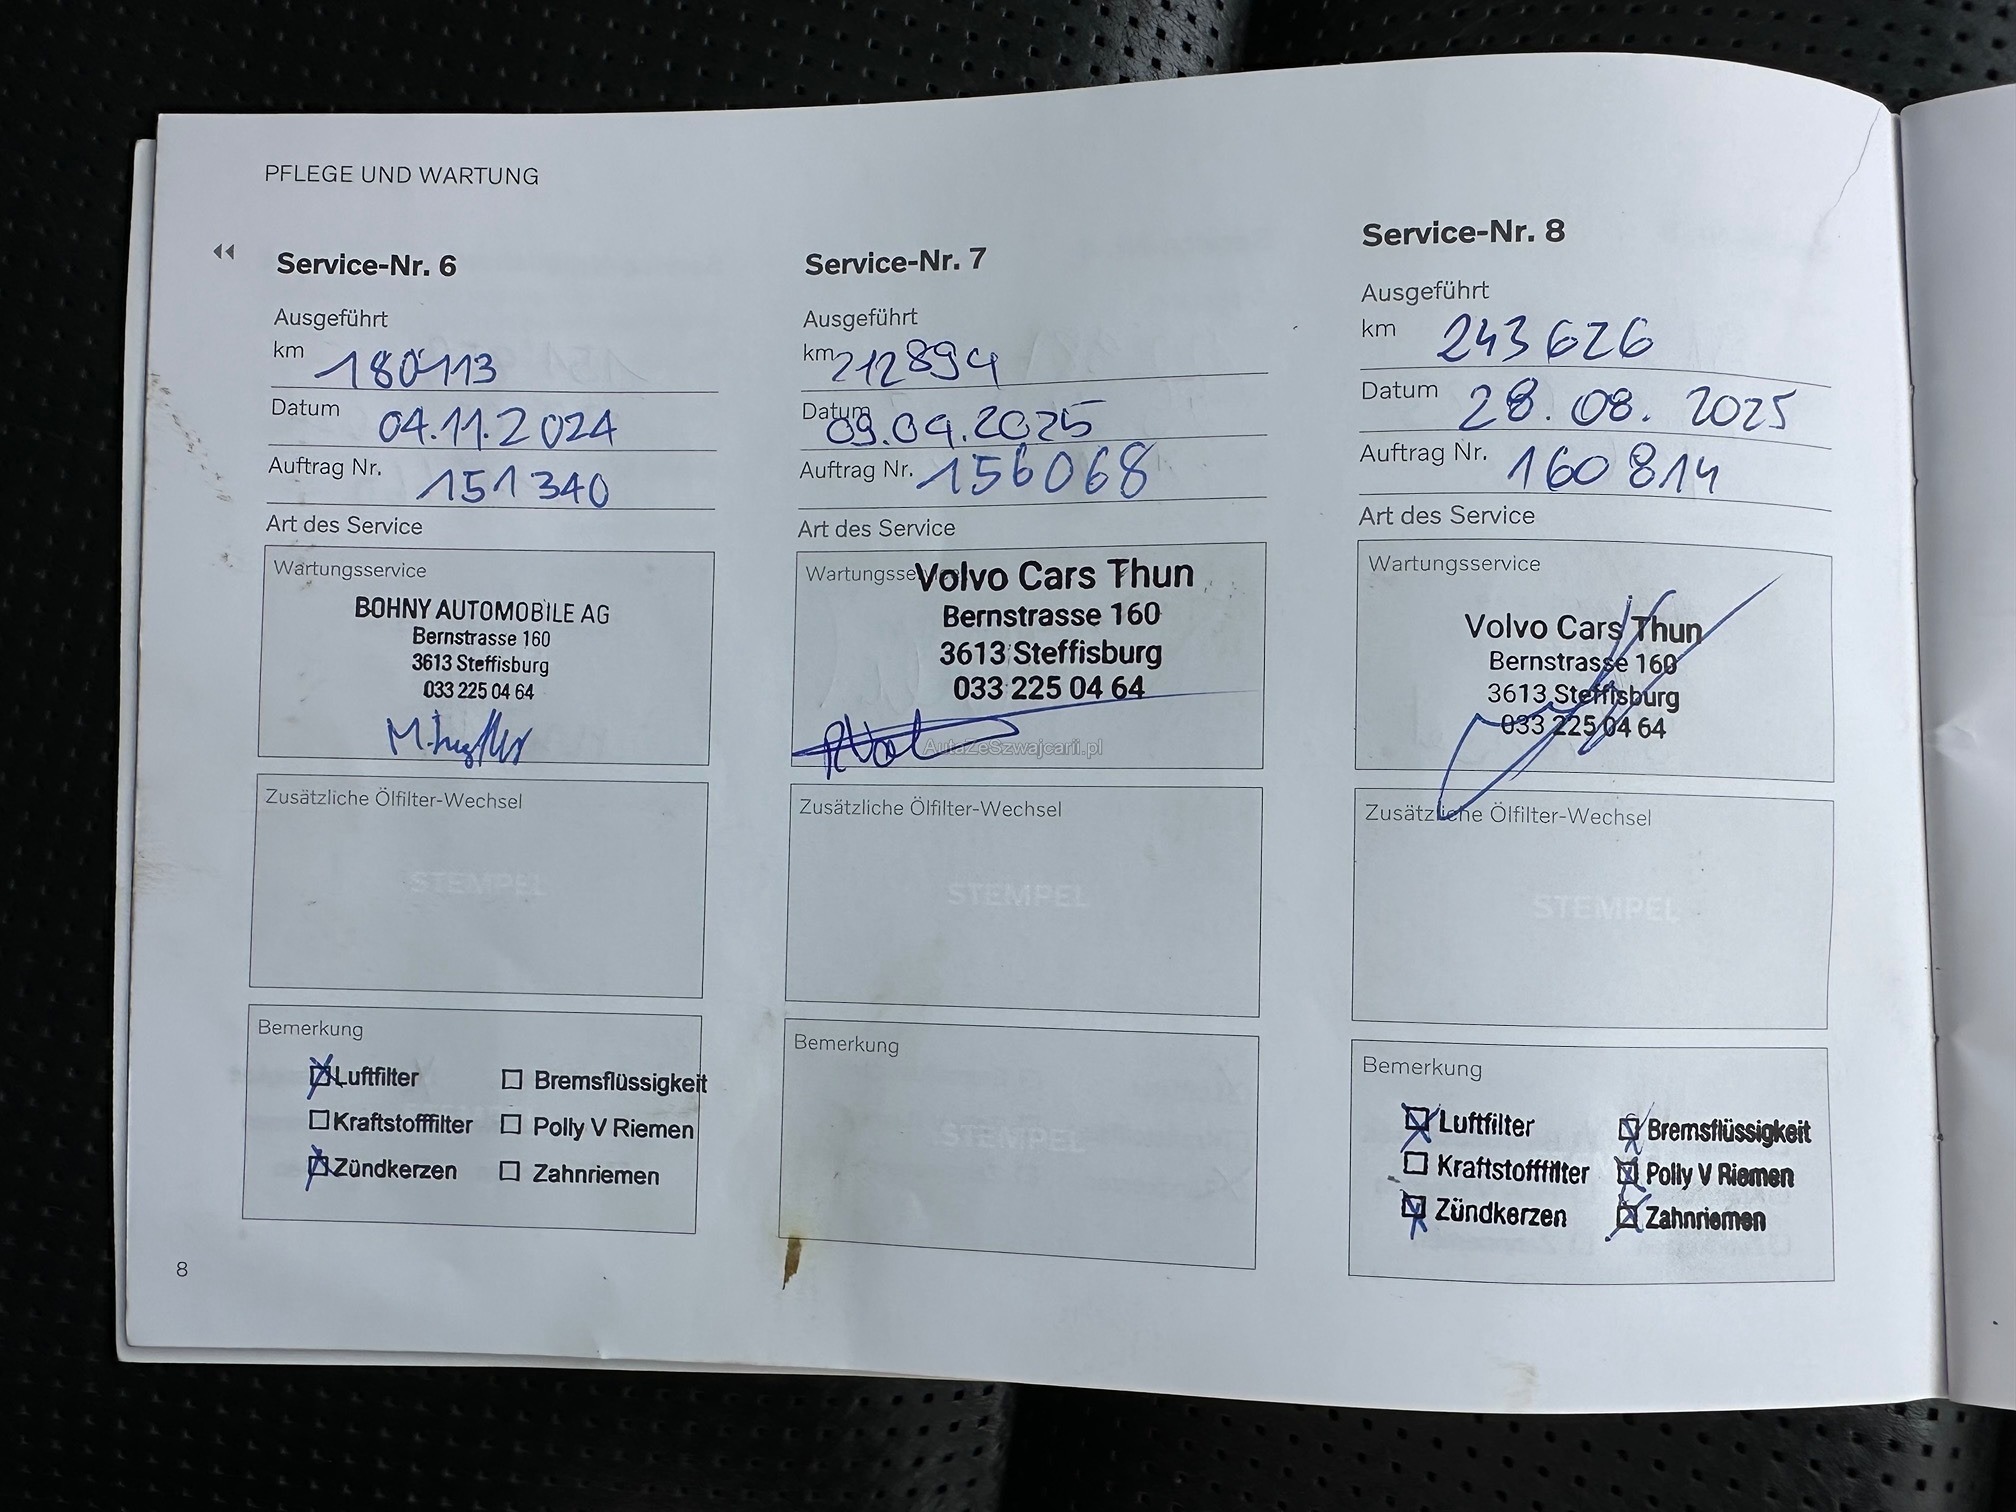 PFLEGE UND WARTUNG
Service-Nr. 6
Ausgeführt
km 180113
Datum 04.11.2024
Auftrag Nr. 151340
Art des Service
Wartungsservice
BOHNY AUTOMOBILE AG
Bernstrasse 160
3613 Steffisburg
033 225 04 64
Zusätzliche Ölfilter-Wechsel
STEMPEL
Bemerkung
Luftfilter
Bremsflüssigkeit
Kraftstofffilter
Polly V Riemen
Zündkerzen
Zahnriemen
8
Service-Nr. 7
Ausgeführt
km 212894
Datum 09.04.2025
Auftrag Nr. 156068
Art des Service
Wartungsservice
Volvo Cars Thun
Bernstrasse 160
3613 Steffisburg
033 225 04 64
AutaZeSzwajcarii.pl
Zusätzliche Ölfilter-Wechsel
STEMPEL
Bemerkung
STEMPEL
Service-Nr. 8
Ausgeführt
km 243626
Datum 28.08.2025
Auftrag Nr. 160814
Art des Service
Wartungsservice
Volvo Cars Thun
Bernstrasse 160
3613 Steffisburg
033 225 04 64
Zusätzliche Ölfilter-Wechsel
STEMPEL
Bemerkung
Luftfilter
Bremsflüssigkeit
Kraftstofffilter
Polly V Riemen
Zündkerzen
Zahnriemen